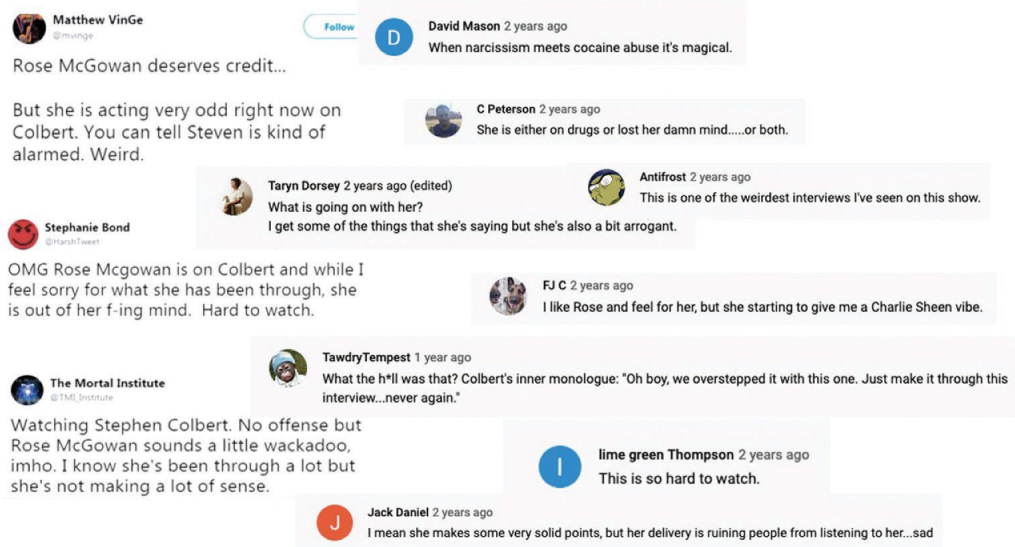 Matthew VinGe
@mvinge
Follow
Rose McGowan deserves credit...
But she is acting very odd right now on
Colbert. You can tell Steven is kind of
alarmed. Weird.
D
David Mason 2 years ago
When narcissism meets cocaine abuse it's magical.
C Peterson 2 years ago
She is either on drugs or lost her damn mind.....or both.
Taryn Dorsey 2 years ago (edited)
What is going on with her?
I get some of the things that she's saying but she's also a bit arrogant.
Antifrost 2 years ago
This is one of the weirdest interviews I've seen on this show.
Stephanie Bond
@HarshTweet
OMG Rose Mcgowan is on Colbert and while I
feel sorry for what she has been through, she
is out of her f-ing mind. Hard to watch.
FJ C 2 years ago
I like Rose and feel for her, but she starting to give me a Charlie Sheen vibe.
TawdryTempest 1 year ago
What the h*ll was that? Colbert's inner monologue: "Oh boy, we overstepped it with this one. Just make it through this
interview...never again."
The Mortal Institute
@TMI_Institute
Watching Stephen Colbert. No offense but
Rose McGowan sounds a little wackadoo,
imho. I know she's been through a lot but
she's not making a lot of sense.
I
lime green Thompson 2 years ago
This is so hard to watch.
J
Jack Daniel 2 years ago
I mean she makes some very solid points, but her delivery is ruining people from listening to her...sad